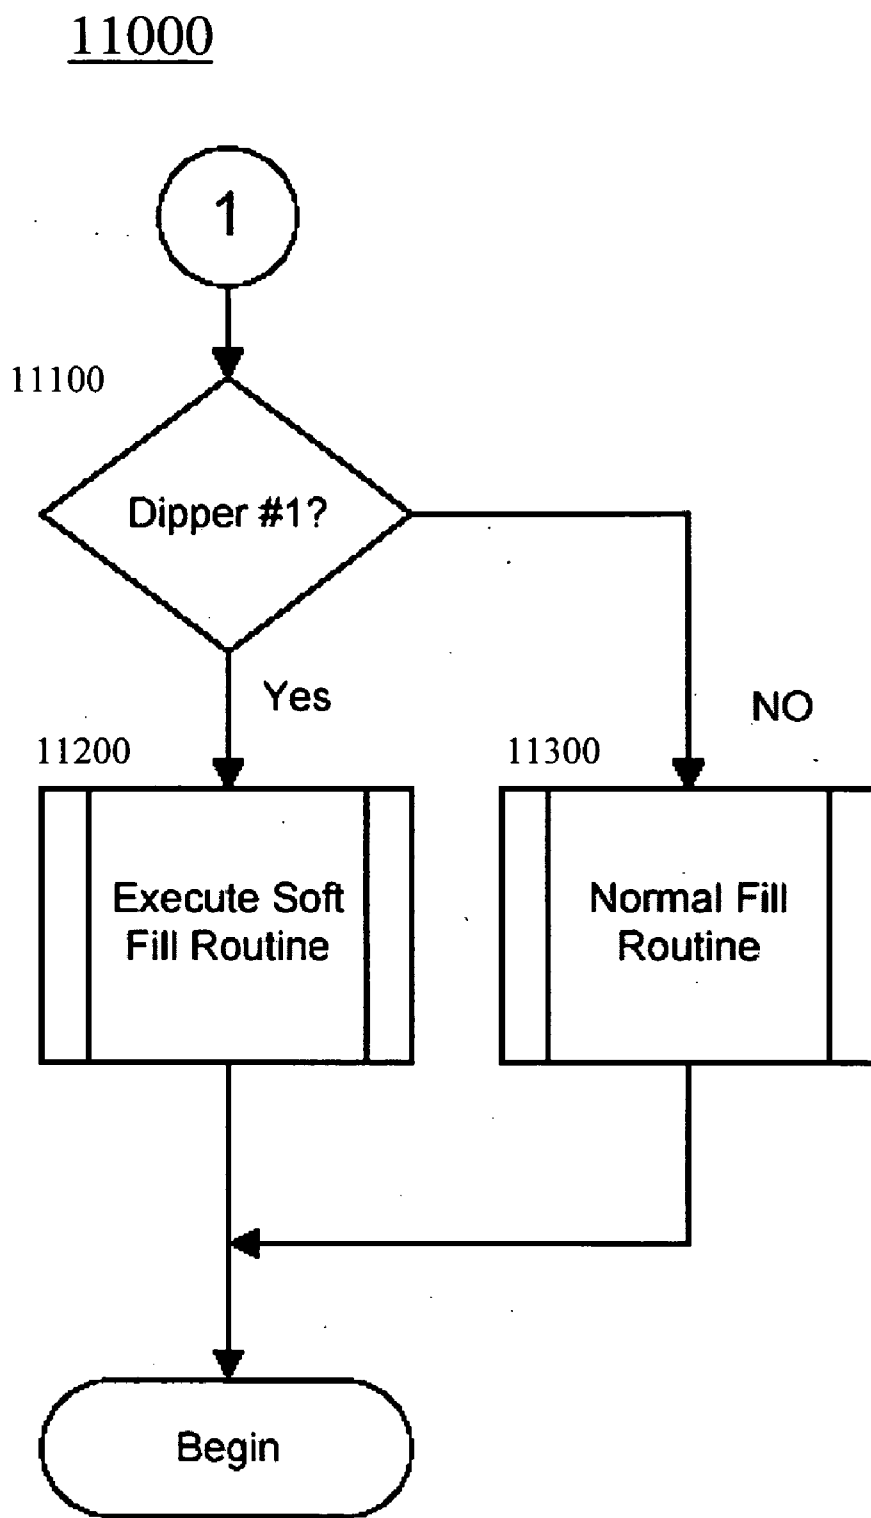 11000
1
11100
Dipper #1?
Yes
NO
11200
11300
Execute Soft
Fill Routine
Normal Fill
Routine
Begin